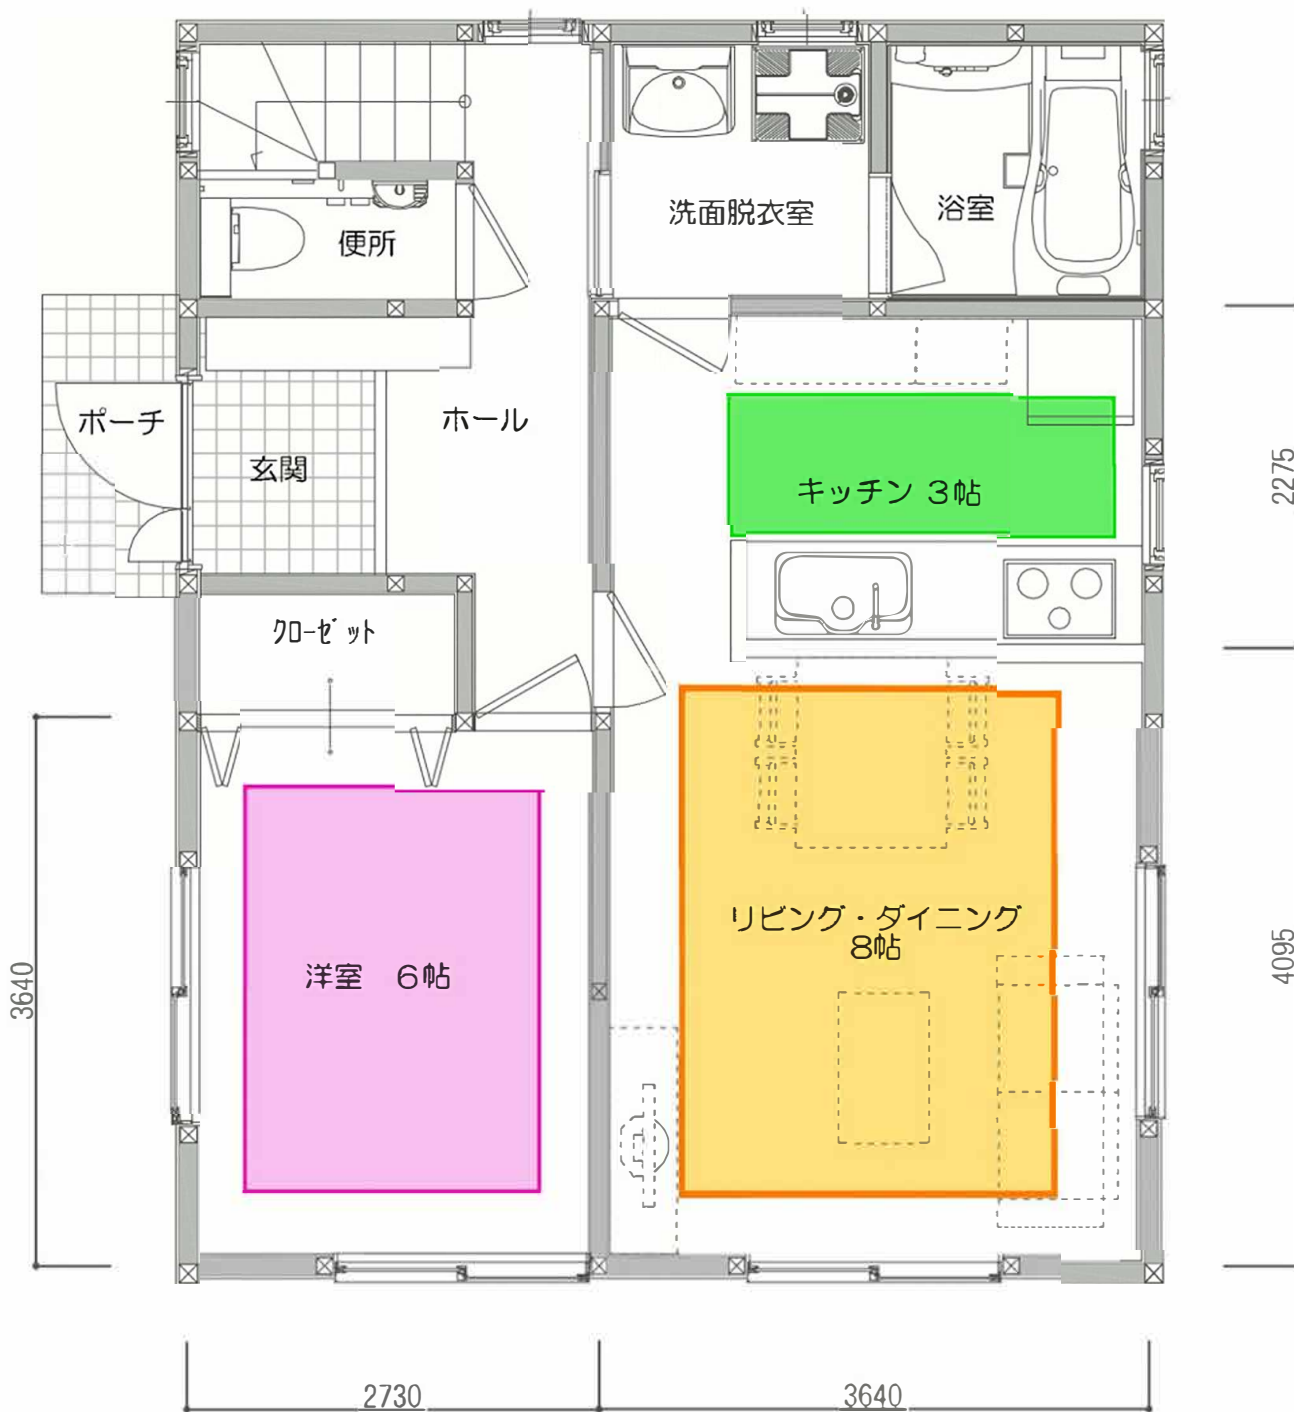 洗面脱衣室
浴室
便所
ポーチ
ホール
玄関
キッチン 3帖
2275
クローゼット
リビング・ダイニング
8帖
洋室 6帖
3640
4095
2730
3640